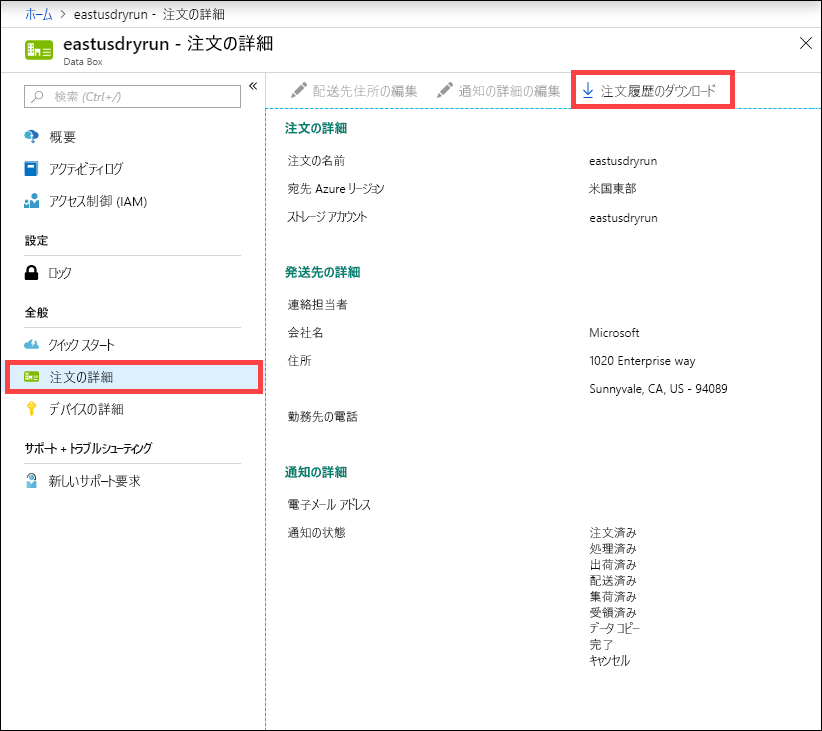 ホーム > eastusdryrun - 注文の詳細
eastusdryrun - 注文の詳細
Data Box
検索 (Ctrl+/)
概要
アクティビティログ
アクセス制御 (IAM)
設定
ロック
全般
クイック スタート
注文の詳細
デバイスの詳細
サポート + トラブルシューティング
新しいサポート要求
配送先住所の編集
通知の詳細の編集
注文履歴のダウンロード
注文の詳細
注文の名前 eastusdryrun
宛先 Azure リージョン 米国東部
ストレージ アカウント eastusdryrun
発送先の詳細
連絡担当者
会社名 Microsoft
住所 1020 Enterprise way
Sunnyvale, CA, US - 94089
勤務先の電話
通知の詳細
電子メール アドレス
通知の状態 注文済み
処理済み
出荷済み
配送済み
集荷済み
受領済み
データ コピー
完了
キャンセル